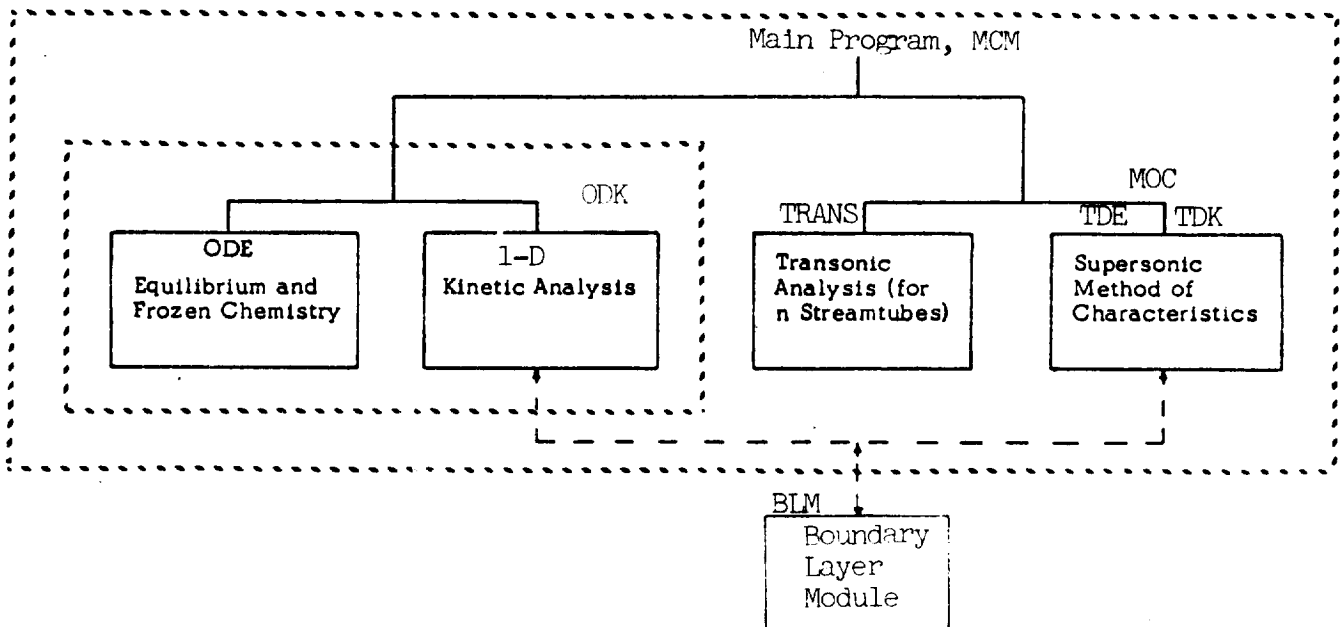 Main Program, MCM
ODK
MOC
TRANS
TDE
TDK
ODE
Equilibrium and
Frozen Chemistry
1-D
Kinetic Analysis
Transonic
Analysis (for
n Streamtubes)
Supersonic
Method of
Characteristics
BLM
Boundary
Layer
Module